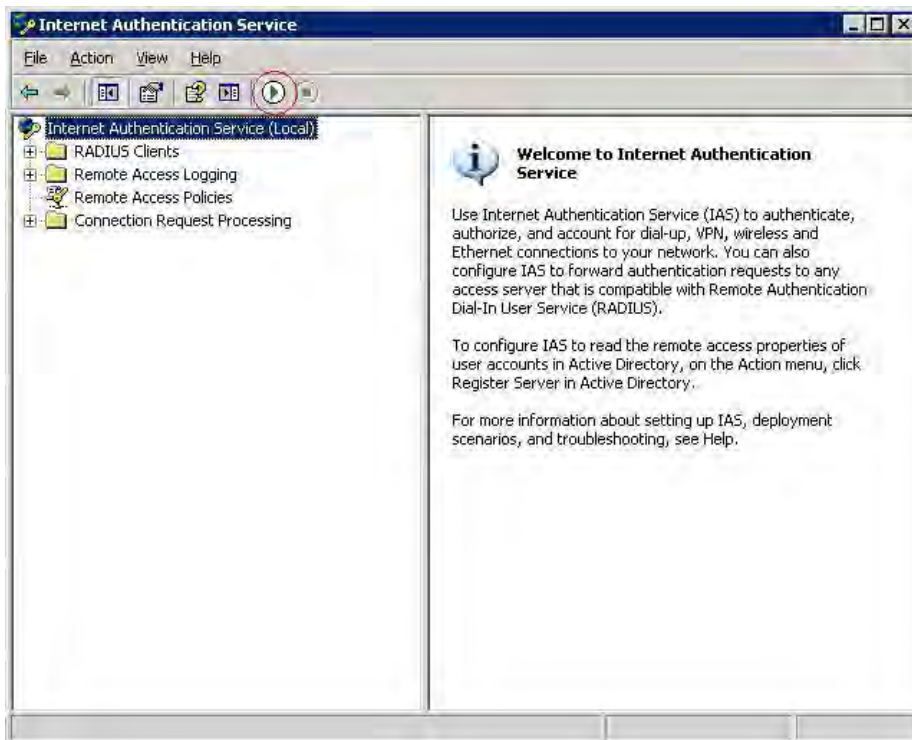 Internet Authentication Service
File Action View Help
Internet Authentication Service (Local)
RADIUS Clients
Remote Access Logging
Remote Access Policies
Connection Request Processing
Welcome to Internet Authentication
Service
Use Internet Authentication Service (IAS) to authenticate,
authorize, and account for dial-up, VPN, wireless and
Ethernet connections to your network. You can also
configure IAS to forward authentication requests to any
access server that is compatible with Remote Authentication
Dial-In User Service (RADIUS).
To configure IAS to read the remote access properties of
user accounts in Active Directory, on the Action menu, click
Register Server in Active Directory.
For more information about setting up IAS, deployment
scenarios, and troubleshooting, see Help.